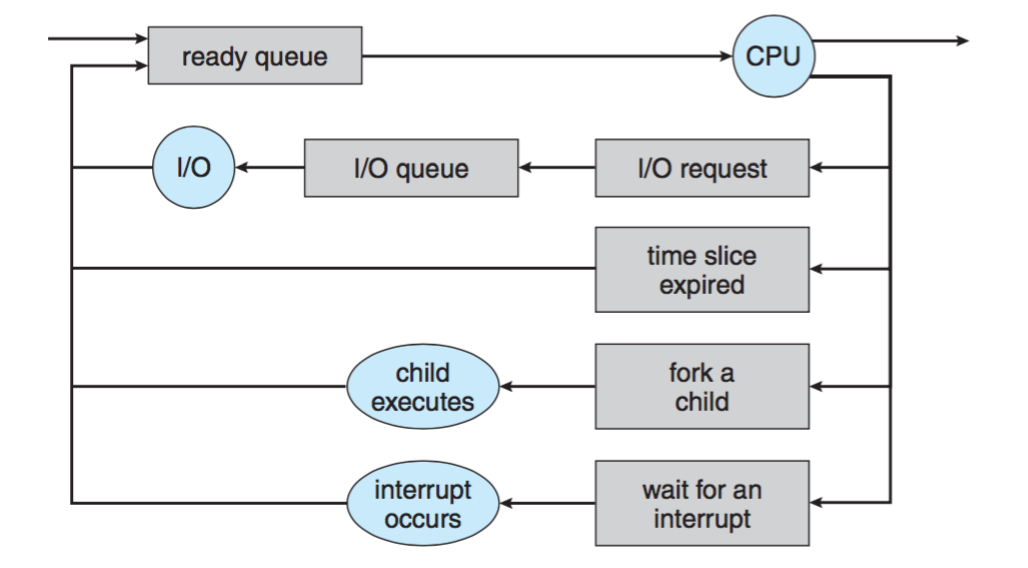 ready queue
CPU
I/O
I/O queue
I/O request
time slice
expired
child
executes
fork a
child
interrupt
occurs
wait for an
interrupt